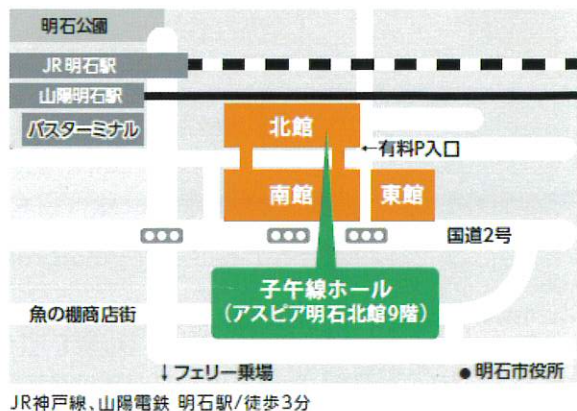 明石公園
JR明石駅
山陽明石駅
バスターミナル
北館
←有料P入口
南館
東館
国道2号
子午線ホール
(アスピア明石北館9階)
魚の棚商店街
↓フェリー乗場
●明石市役所
JR神戸線、山陽電鉄 明石駅/徒歩3分